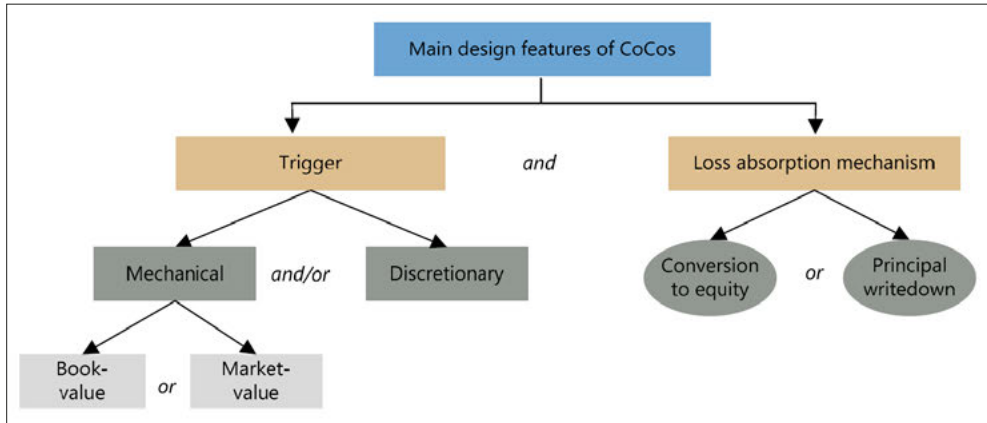 Main design features of CoCos
Trigger
and
Loss absorption mechanism
Mechanical
and/or
Discretionary
Conversion
to equity
or
Principal
writedown
Book-
value
or
Market-
value